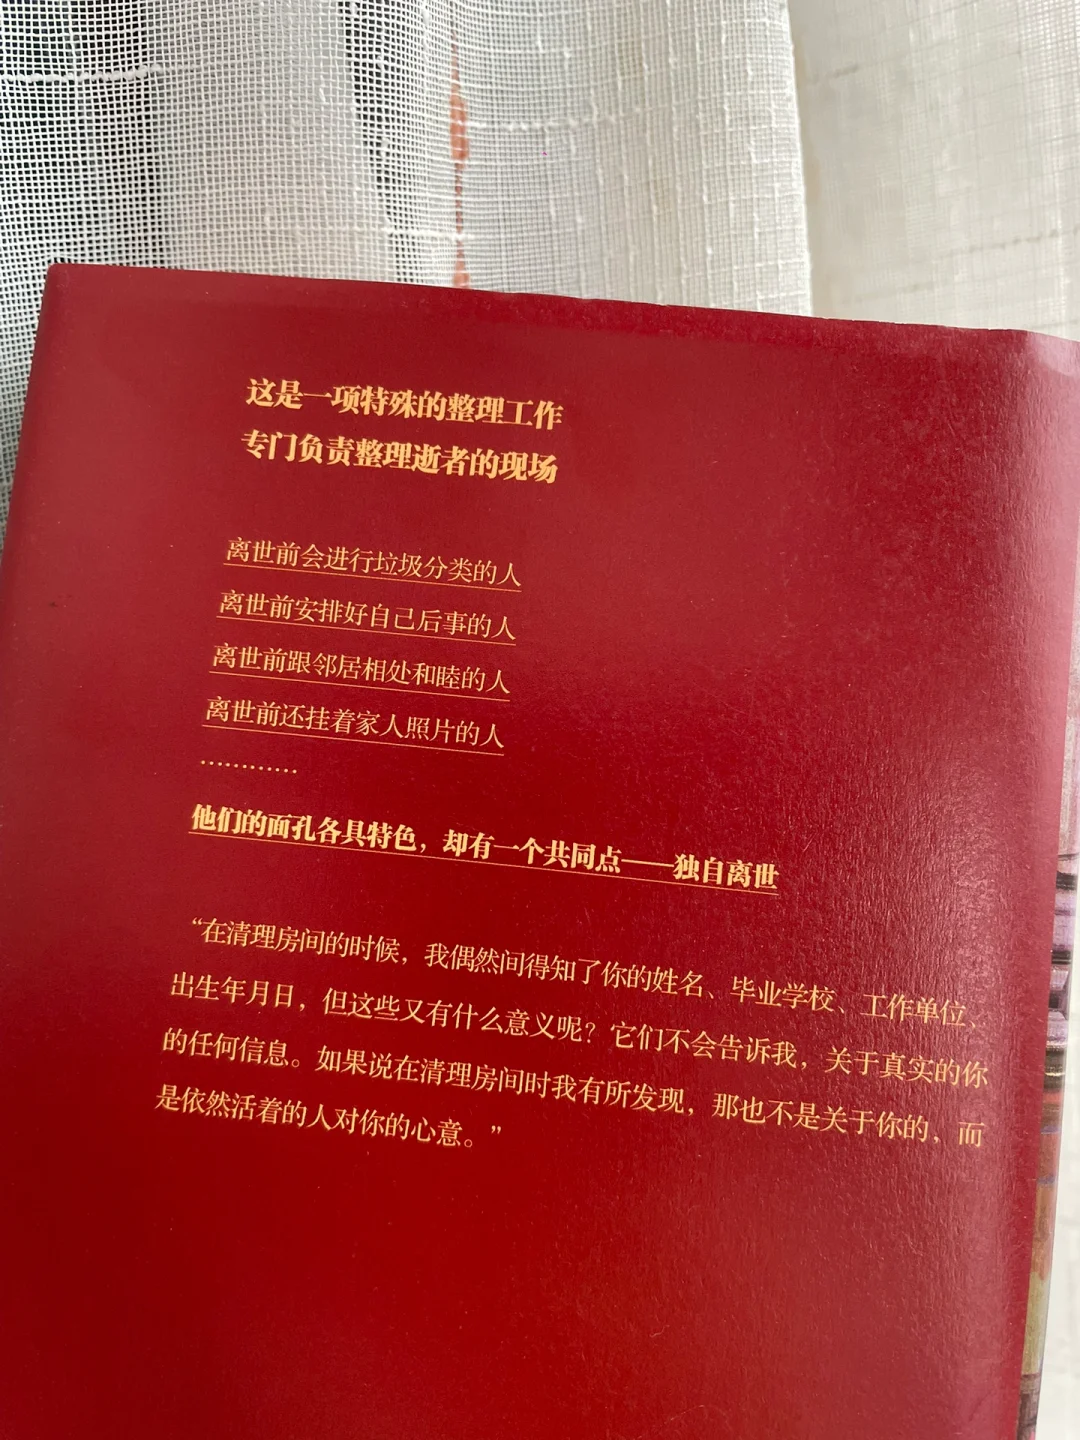 这是一项特殊的整理工作
专门负责整理逝者的现场
离世前会进行垃圾分类的人
离世前安排好自己后事的人
离世前跟邻居相处和睦的人
离世前还挂着家人照片的人
…………
他们的面孔各具特色，却有一个共同点——独自离世
“在清理房间的时候，我偶然间得知了你的姓名、毕业学校、工作单位、
出生年月日，但这些又有什么意义呢？它们不会告诉我，关于真实的你
的任何信息。如果说在清理房间时我有所发现，那也不是关于你的，而
是依然活着的人对你的心意。”